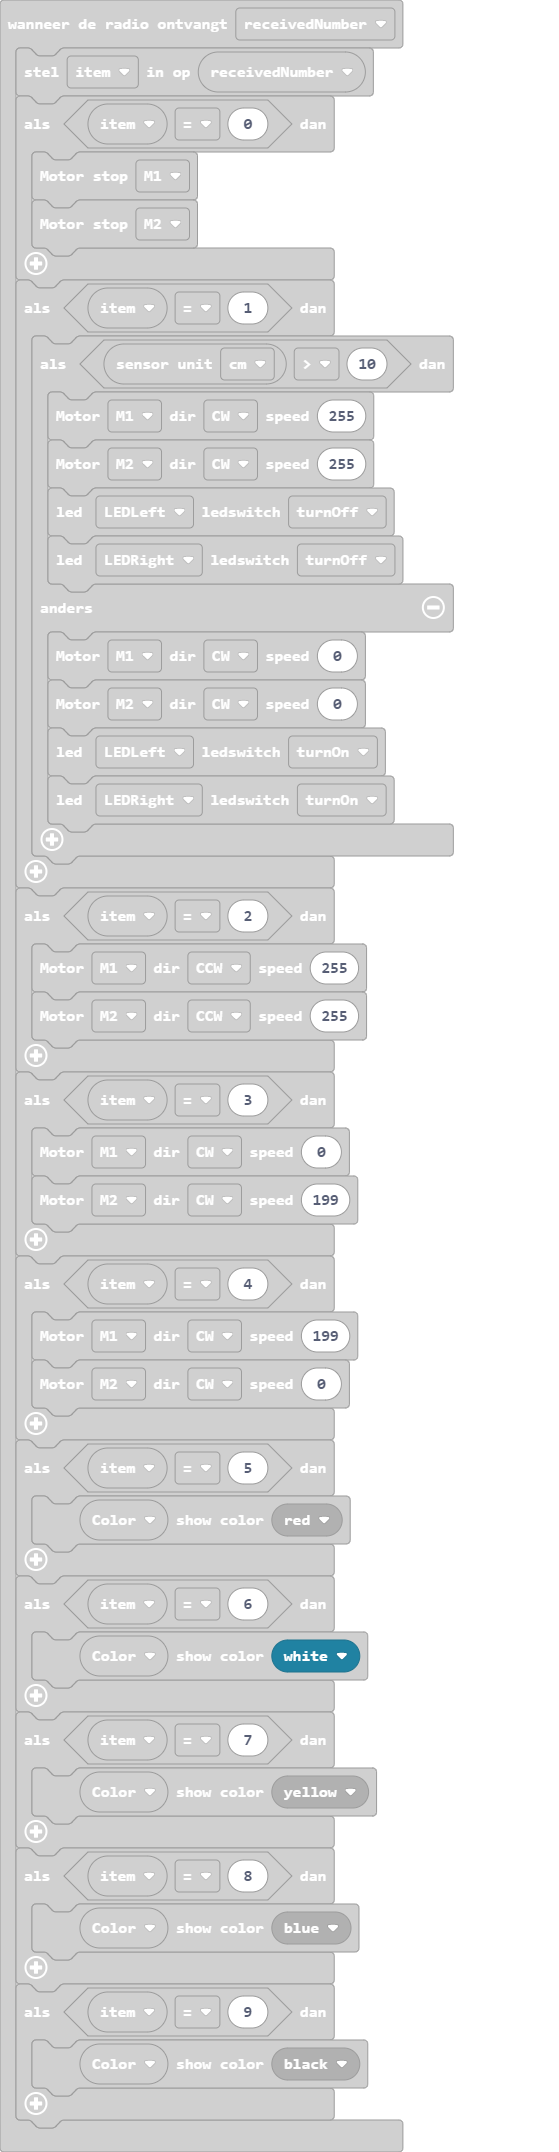 wanneer de radio ontvangt receivedNumber
stel item in op receivedNumber
als item = 0 dan
Motor stop M1
Motor stop M2
als item = 1 dan
als sensor unit cm > 10 dan
Motor M1 dir CW speed 255
Motor M2 dir CW speed 255
led LEDLeft ledswitch turnOff
led LEDRight ledswitch turnOff
anders
Motor M1 dir CW speed 0
Motor M2 dir CW speed 0
led LEDLeft ledswitch turnOn
led LEDRight ledswitch turnOn
als item = 2 dan
Motor M1 dir CCW speed 255
Motor M2 dir CCW speed 255
als item = 3 dan
Motor M1 dir CW speed 0
Motor M2 dir CW speed 199
als item = 4 dan
Motor M1 dir CW speed 199
Motor M2 dir CW speed 0
als item = 5 dan
Color show color red
als item = 6 dan
Color show color white
als item = 7 dan
Color show color yellow
als item = 8 dan
Color show color blue
als item = 9 dan
Color show color black